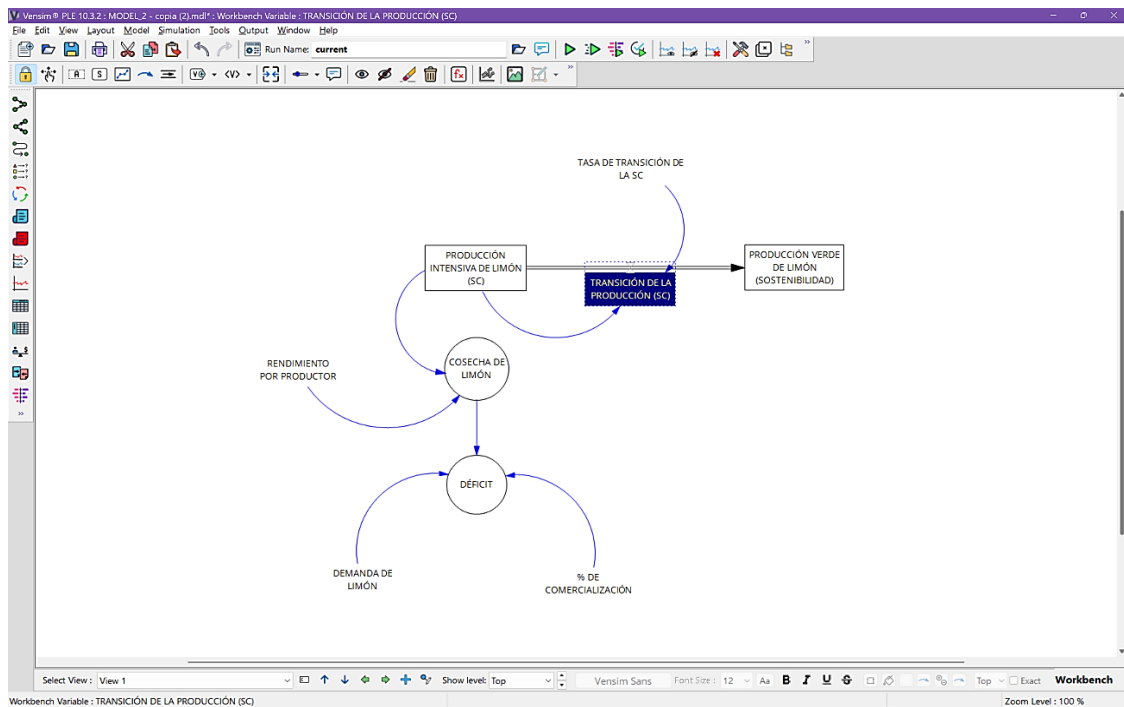 Vensim® PLE 10.3.2 : MODEL_2 - copia (2).mdl* : Workbench Variable : TRANSICIÓN DE LA PRODUCCIÓN (SC)
File Edit View Layout Model Simulation Tools Output Window Help
Run Name: current
TASA DE TRANSICIÓN DE
LA SC
PRODUCCIÓN
INTENSIVA DE LIMÓN
(SC)
TRANSICIÓN DE LA
PRODUCCIÓN (SC)
PRODUCCIÓN VERDE
DE LIMÓN
(SOSTENIBILIDAD)
COSECHA DE
LIMÓN
RENDIMIENTO
POR PRODUCTOR
DÉFICIT
DEMANDA DE
LIMÓN
% DE
COMERCIALIZACIÓN
Select View : View 1 Show level: Top Vensim Sans Font Size : 12 Aa B I U S Top Exact Workbench
Workbench Variable : TRANSICIÓN DE LA PRODUCCIÓN (SC) Zoom Level : 100 %